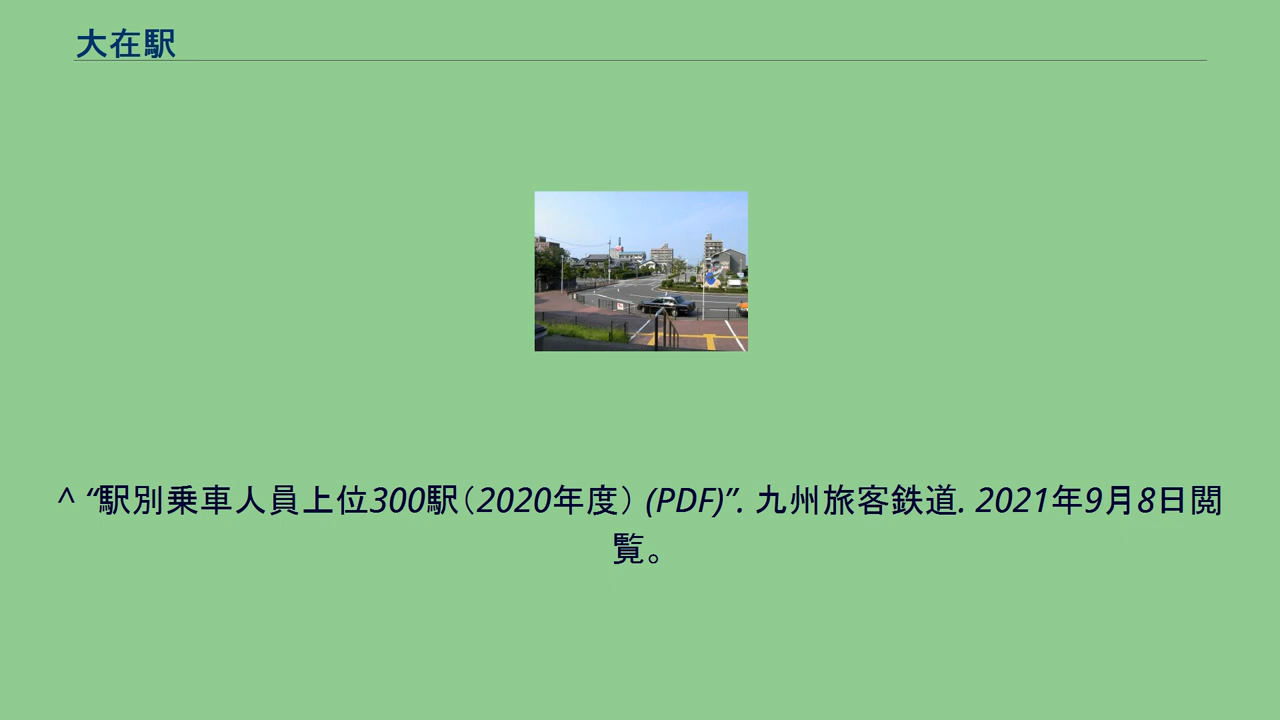 大在駅
^ “駅別乗車人員上位300駅（2020年度） (PDF)”. 九州旅客鉄道. 2021年9月8日閲
覧。